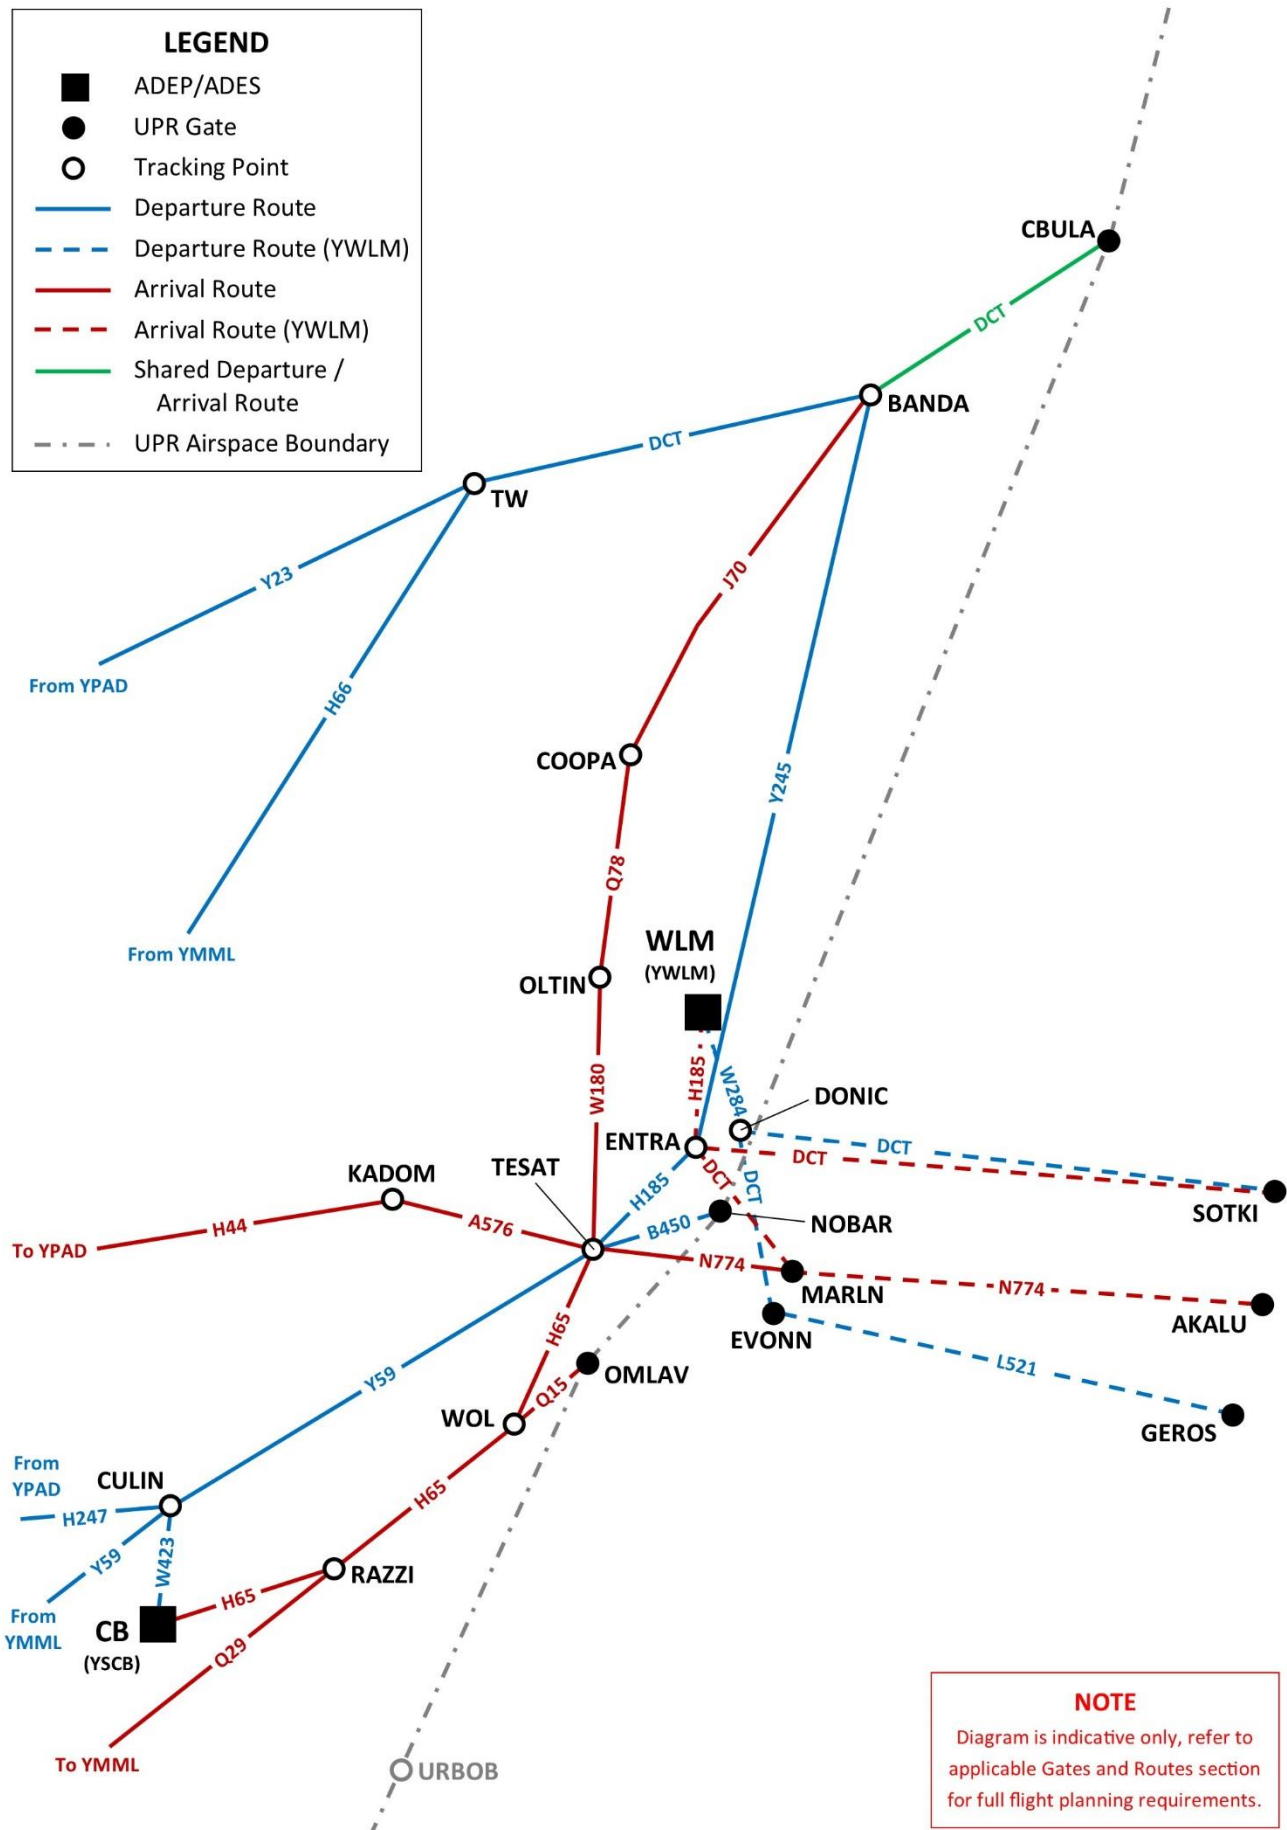 LEGEND
ADEP/ADES
UPR Gate
Tracking Point
Departure Route
Departure Route (YWLM)
Arrival Route
Arrival Route (YWLM)
Shared Departure /
Arrival Route
UPR Airspace Boundary
CBULA
DCT
BANDA
DCT
TW
Y23
J70
From YPAD
H66
COOPA
Y245
Q78
From YMML
WLM
(YWLM)
OLTIN
H185
W284
W180
DONIC
ENTRA
DCT
DCT
TESAT
KADOM
DCT
DCT
H185
SOTKI
H44
A576
B450
NOBAR
To YPAD
N774
MARLN
N774
AKALU
EVONN
H65
L521
OMLAV
Y59
Q15
WOL
GEROS
From
YPAD
CULIN
H247
H65
Y59
W423
RAZZI
H65
From
YMML
CB
(YSCB)
Q29
To YMML
URBOB
NOTE
Diagram is indicative only, refer to
applicable Gates and Routes section
for full flight planning requirements.